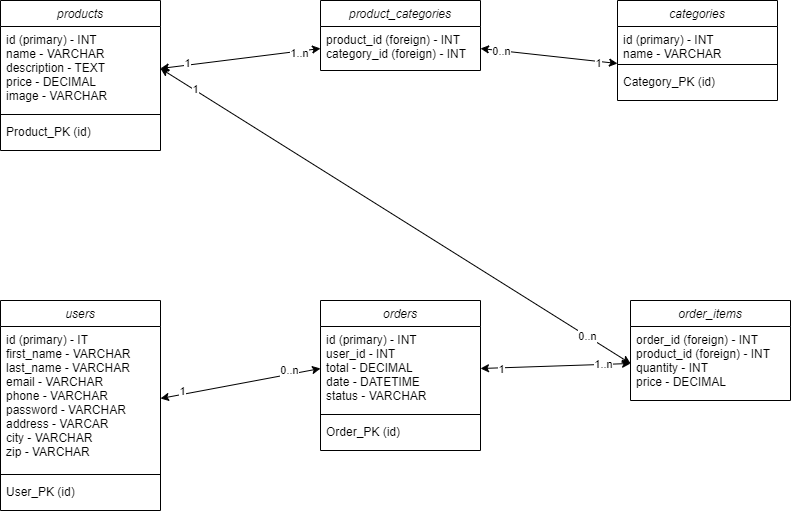 products
id (primary) - INT
name - VARCHAR
description - TEXT
price - DECIMAL
image - VARCHAR
Product_PK (id)
1
1..n
product_categories
product_id (foreign) - INT
category_id (foreign) - INT
0..n
1
categories
id (primary) - INT
name - VARCHAR
Category_PK (id)
1
0..n
users
id (primary) - IT
first_name - VARCHAR
last_name - VARCHAR
email - VARCHAR
phone - VARCHAR
password - VARCHAR
address - VARCAR
city - VARCHAR
zip - VARCHAR
User_PK (id)
1
0..n
orders
id (primary) - INT
user_id - INT
total - DECIMAL
date - DATETIME
status - VARCHAR
Order_PK (id)
1
1..n
order_items
order_id (foreign) - INT
product_id (foreign) - INT
quantity - INT
price - DECIMAL